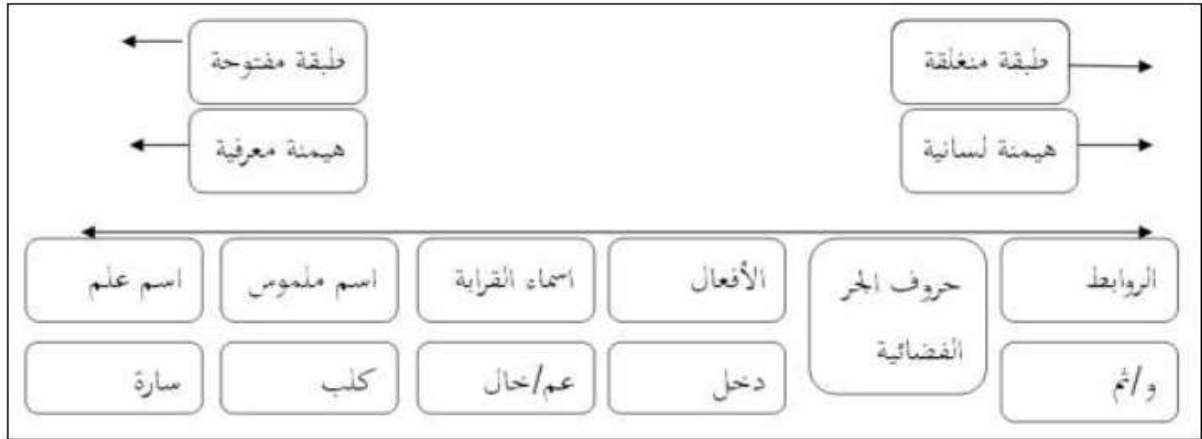 طبقة منغلقة
طبقة مفتوحة
هيمنة لسانية
هيمنة معرفية
الروابط
حروف الجر
الفضائية
الأفعال
اسماء القرابة
اسم ملموس
اسم علم
و/ثم
دخل
عم/خال
كلب
سارة